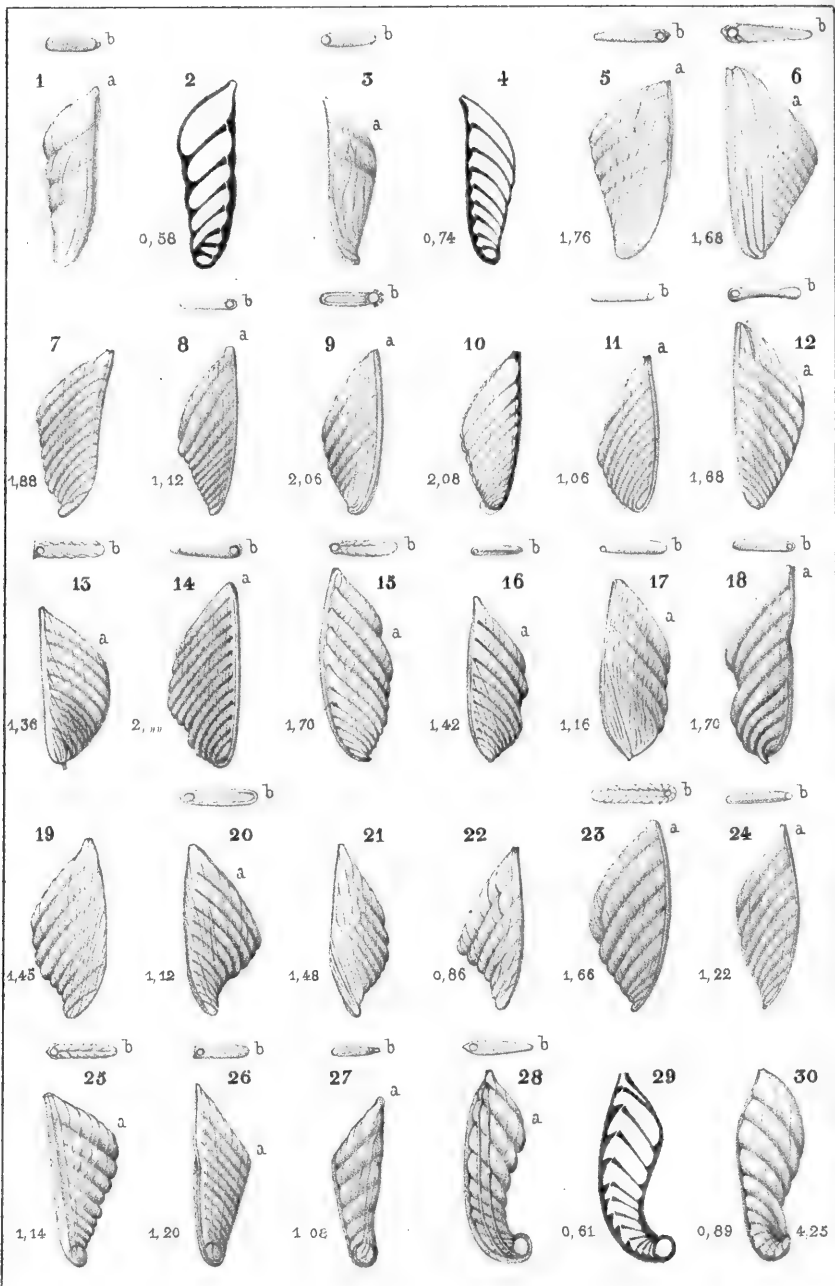 b b b b
1 a 2 3 4 5 a 6
a a
0,58 0,74 1,76 1,68
b b b b
7 8 a 9 a 10 11 a 12
a
1,88 1,12 2,06 2,08 1,06 1,68
b b b b b b
13 14 a 15 16 17 18 a
a a a
1,36 2,„„ 1,70 1,42 1,16 1,70
b b b
19 20 21 22 23 a 24 a
a
1,45 1,12 1,48 0,86 1,66 1,22
b b b b
25 26 27 a 28 29 30
a a a
1,14 1,20 1 08 0,61 0,89 4,25